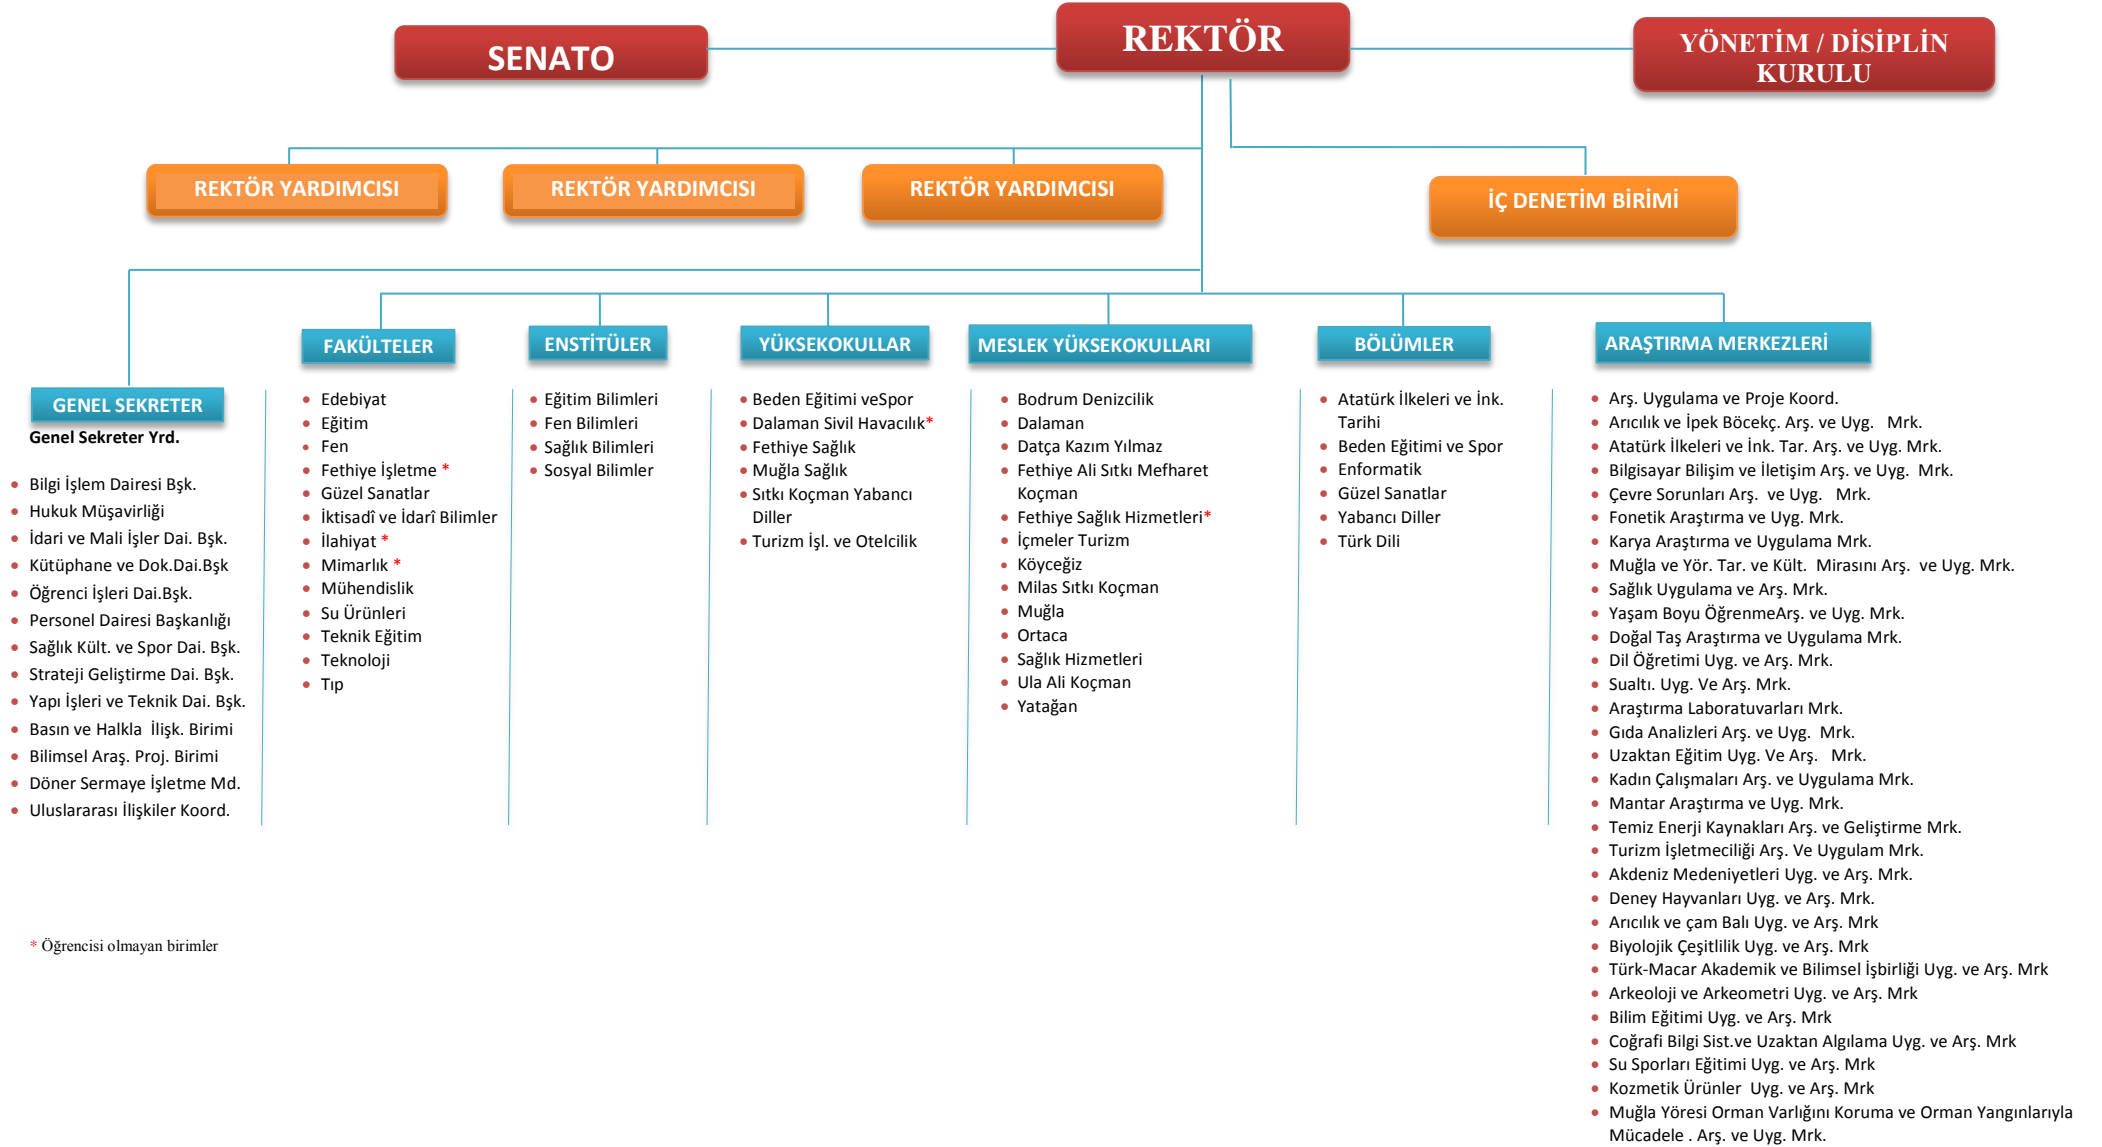 SENATO
REKTÖR
YÖNETİM / DİSİPLİN
KURULU
REKTÖR YARDIMCISI
REKTÖR YARDIMCISI
REKTÖR YARDIMCISI
İÇ DENETİM BİRİMİ
GENEL SEKRETER
Genel Sekreter Yrd.
• Bilgi İşlem Dairesi Bşk.
• Hukuk Müşavirliği
• İdari ve Mali İşler Dai. Bşk.
• Kütüphane ve Dok.Dai.Bşk
• Öğrenci İşleri Dai.Bşk.
• Personel Dairesi Başkanlığı
• Sağlık Kült. ve Spor Dai. Bşk.
• Strateji Geliştirme Dai. Bşk.
• Yapı İşleri ve Teknik Dai. Bşk.
• Basın ve Halkla İlişk. Birimi
• Bilimsel Araş. Proj. Birimi
• Döner Sermaye İşletme Md.
• Uluslararası İlişkiler Koord.
FAKÜLTELER
• Edebiyat
• Eğitim
• Fen
• Fethiye İşletme *
• Güzel Sanatlar
• İktisadî ve İdarî Bilimler
• İlahiyat *
• Mimarlık *
• Mühendislik
• Su Ürünleri
• Teknik Eğitim
• Teknoloji
• Tıp
ENSTİTÜLER
• Eğitim Bilimleri
• Fen Bilimleri
• Sağlık Bilimleri
• Sosyal Bilimler
YÜKSEKOKULLAR
• Beden Eğitimi veSpor
• Dalaman Sivil Havacılık*
• Fethiye Sağlık
• Muğla Sağlık
• Sıtkı Koçman Yabancı
Diller
• Turizm İşl. ve Otelcilik
MESLEK YÜKSEKOKULLARI
• Bodrum Denizcilik
• Dalaman
• Datça Kazım Yılmaz
• Fethiye Ali Sıtkı Mefharet
Koçman
• Fethiye Sağlık Hizmetleri*
• İçmeler Turizm
• Köyceğiz
• Milas Sıtkı Koçman
• Muğla
• Ortaca
• Sağlık Hizmetleri
• Ula Ali Koçman
• Yatağan
BÖLÜMLER
• Atatürk İlkeleri ve İnk.
Tarihi
• Beden Eğitimi ve Spor
• Enformatik
• Güzel Sanatlar
• Yabancı Diller
• Türk Dili
ARAŞTIRMA MERKEZLERİ
• Arş. Uygulama ve Proje Koord.
• Arıcılık ve İpek Böcekç. Arş. ve Uyg. Mrk.
• Atatürk İlkeleri ve İnk. Tar. Arş. ve Uyg. Mrk.
• Bilgisayar Bilişim ve İletişim Arş. ve Uyg. Mrk.
• Çevre Sorunları Arş. ve Uyg. Mrk.
• Fonetik Araştırma ve Uyg. Mrk.
• Karya Araştırma ve Uygulama Mrk.
• Muğla ve Yör. Tar. ve Kült. Mirasını Arş. ve Uyg. Mrk.
• Sağlık Uygulama ve Arş. Mrk.
• Yaşam Boyu ÖğrenmeArş. ve Uyg. Mrk.
• Doğal Taş Araştırma ve Uygulama Mrk.
• Dil Öğretimi Uyg. ve Arş. Mrk.
• Sualtı. Uyg. Ve Arş. Mrk.
• Araştırma Laboratuvarları Mrk.
• Gıda Analizleri Arş. ve Uyg. Mrk.
• Uzaktan Eğitim Uyg. Ve Arş. Mrk.
• Kadın Çalışmaları Arş. ve Uygulama Mrk.
• Mantar Araştırma ve Uyg. Mrk.
• Temiz Enerji Kaynakları Arş. ve Geliştirme Mrk.
• Turizm İşletmeciliği Arş. Ve Uygulam Mrk.
• Akdeniz Medeniyetleri Uyg. ve Arş. Mrk.
• Deney Hayvanları Uyg. ve Arş. Mrk.
• Arıcılık ve çam Balı Uyg. ve Arş. Mrk
• Biyolojik Çeşitlilik Uyg. ve Arş. Mrk
• Türk-Macar Akademik ve Bilimsel İşbirliği Uyg. ve Arş. Mrk
• Arkeoloji ve Arkeometri Uyg. ve Arş. Mrk
• Bilim Eğitimi Uyg. ve Arş. Mrk
• Coğrafi Bilgi Sist.ve Uzaktan Algılama Uyg. ve Arş. Mrk
• Su Sporları Eğitimi Uyg. ve Arş. Mrk
• Kozmetik Ürünler Uyg. ve Arş. Mrk
• Muğla Yöresi Orman Varlığını Koruma ve Orman Yangınlarıyla
Mücadele . Arş. ve Uyg. Mrk.
* Öğrencisi olmayan birimler